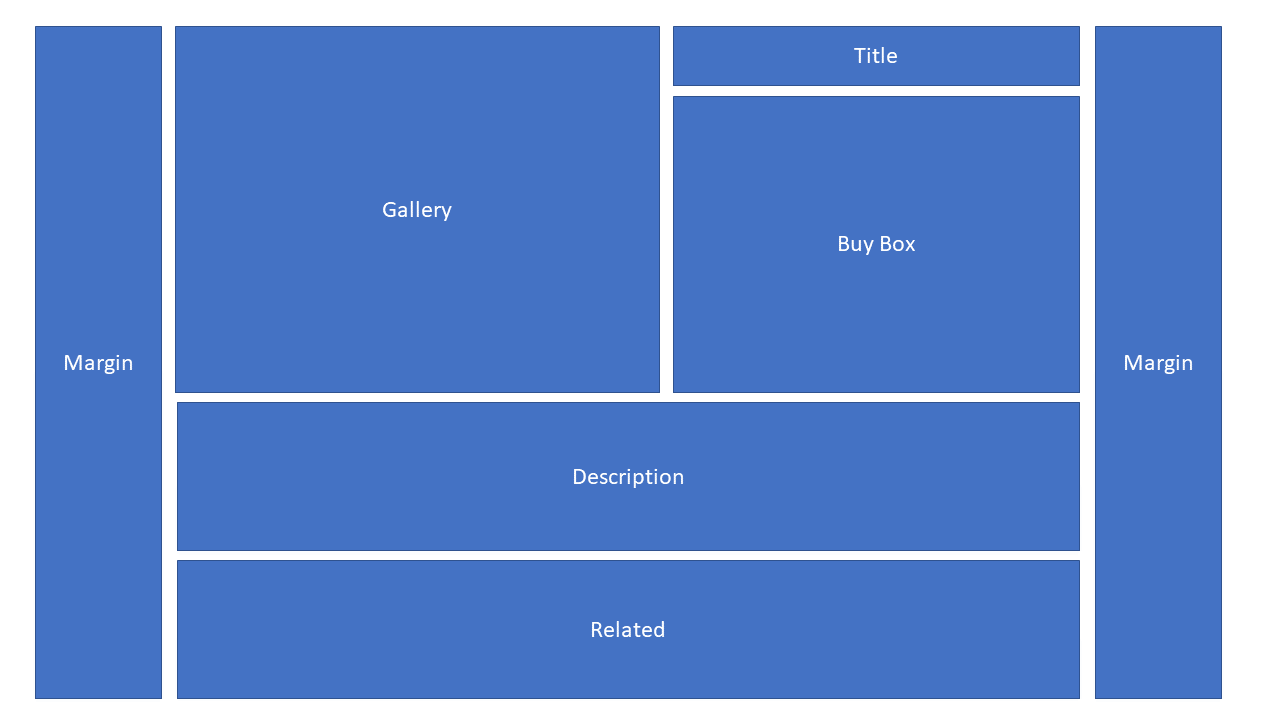 Margin
Gallery
Title
Buy Box
Margin
Description
Related